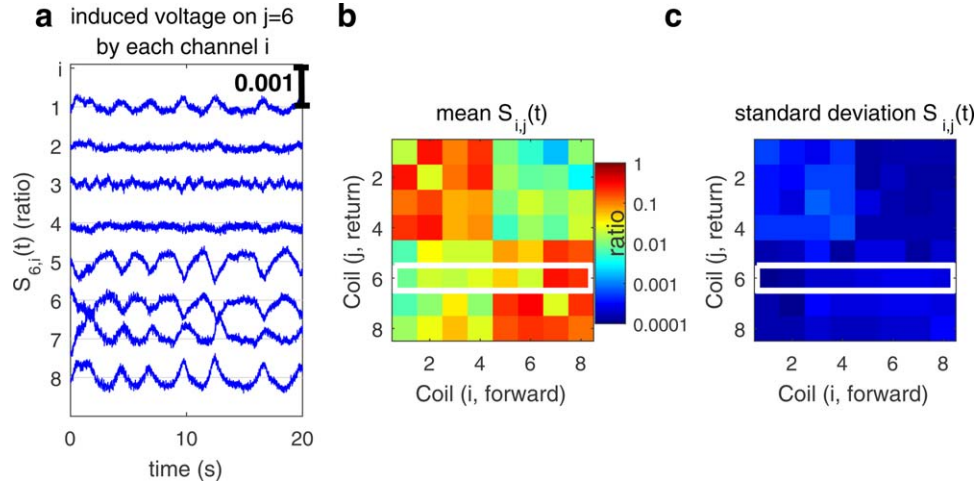 a
induced voltage on j=6
by each channel i
i
0.001
1
2
3
4
5
6
7
8
S6,i(t) (ratio)
0 10 20
time (s)
b
mean Si,j(t)
2
4
6
8
Coil (j, return)
2 4 6 8
Coil (i, forward)
1
0.1
0.01
0.001
0.0001
ratio
c
standard deviation Si,j(t)
2
4
6
8
Coil (j, return)
2 4 6 8
Coil (i, forward)